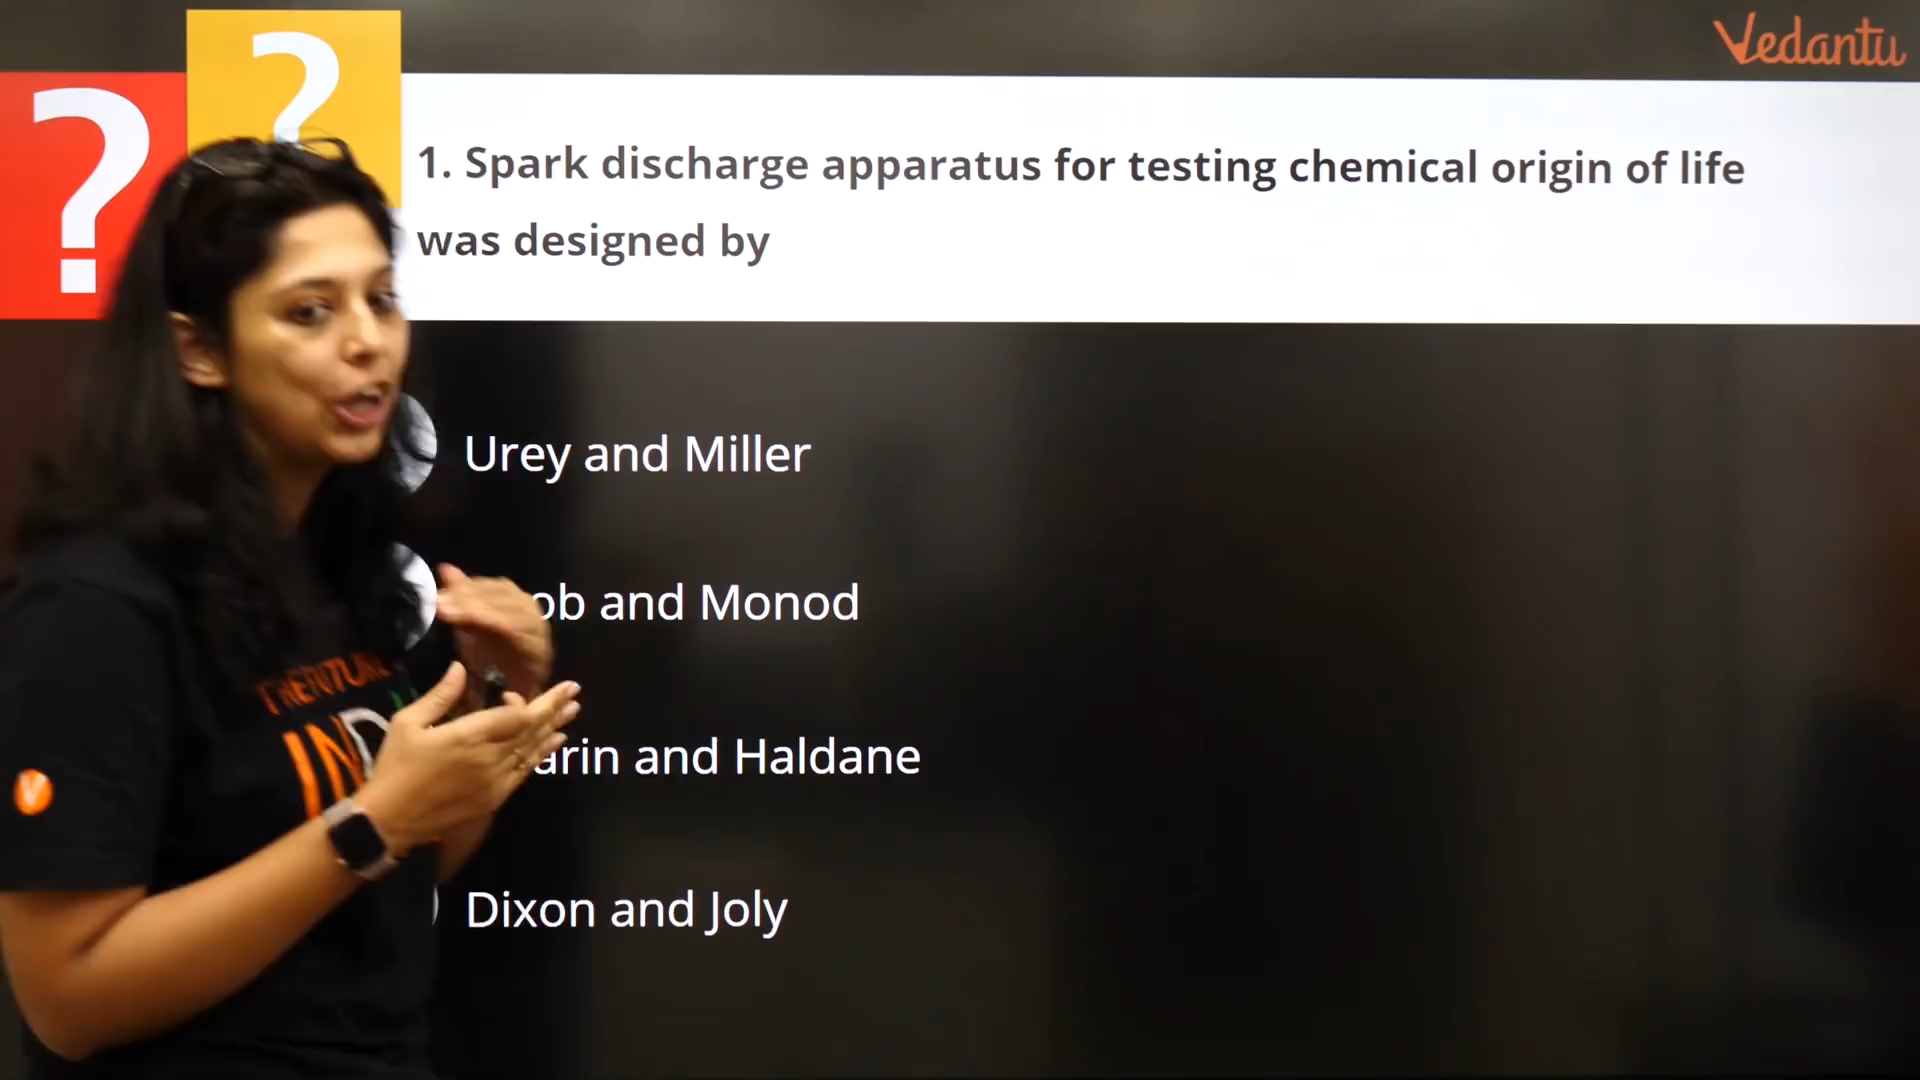 Vedantu
? ?
1. Spark discharge apparatus for testing chemical origin of life
was designed by
Urey and Miller
ob and Monod
arin and Haldane
Dixon and Joly